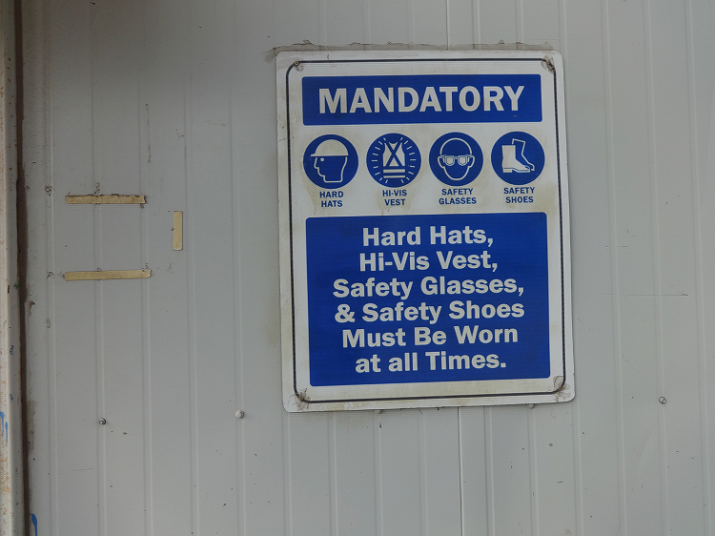 MANDATORY
HARD HATS
HI-VIS VEST
SAFETY GLASSES
SAFETY SHOES
Hard Hats,
Hi-Vis Vest,
Safety Glasses,
& Safety Shoes
Must Be Worn
at all Times.